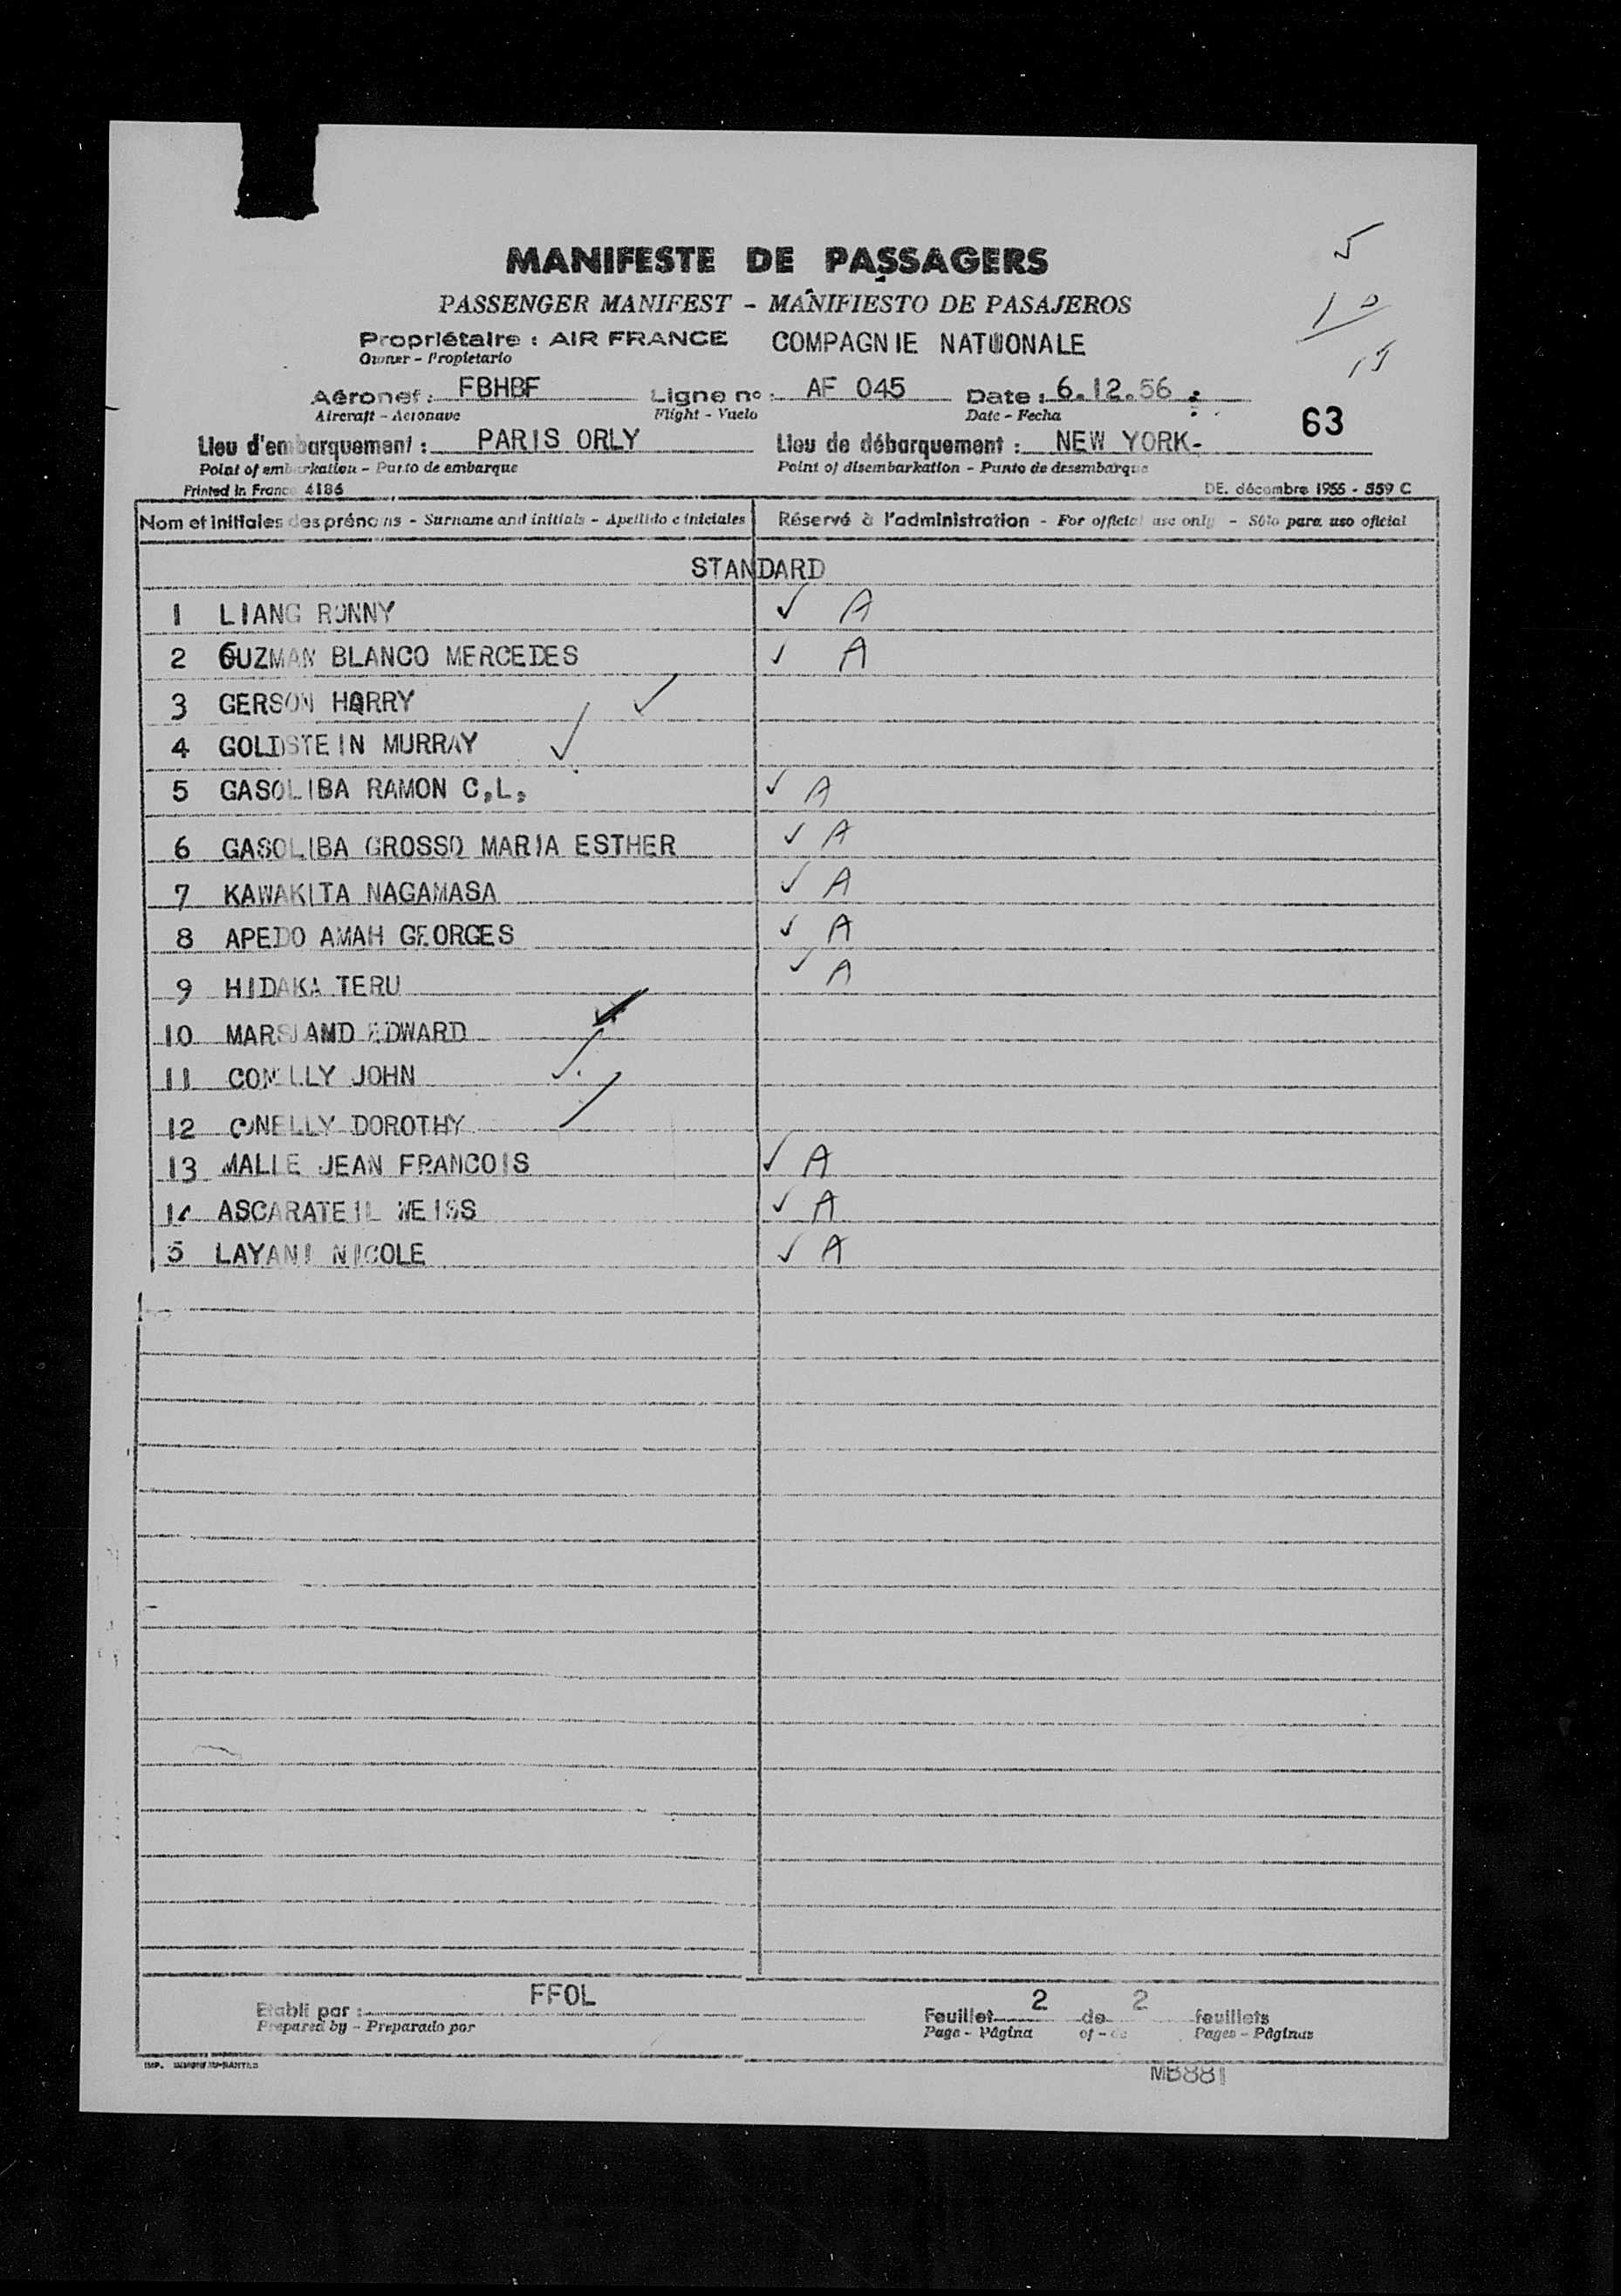 5
10
15
MANIFESTE DE PASSAGERS
PASSENGER MANIFEST - MANIFIESTO DE PASAJEROS
Propriétaire : AIR FRANCE COMPAGNIE NATIONALE
Owner - Propietario
Aéronef : FBHBF Ligne n° : AF 045 Date : 6.12.56
Aircraft - Aeronave Flight - Vuelo Date - Fecha
63
Lieu d'embarquement : PARIS ORLY Lieu de débarquement : NEW YORK-
Point of embarkation - Punto de embarque Point of disembarkation - Punto de desembarque
Printed in France 4186 DE. décembre 1955 - 559 C
Nom et initiales des prénoms - Surname and initials - Apellido e iniciales Réservé à l'administration - For official use only - Sólo para uso oficial
STANDARD
1 LIANG RONNY ✓ A
2 GUZMAN BLANCO MERCEDES ✓ A
3 GERSON HARRY ✓
4 GOLDSTEIN MURRAY ✓
5 GASOLIBA RAMON C,L, ✓ A
6 GASOLIBA GROSSO MARIA ESTHER ✓ A
7 KAWAKITA NAGAMASA ✓ A
8 APEDO AMAH GEORGES ✓ A
9 HIDAKA TERU ✓ A
10 EDWARD ✓
11 JOHN ✓
12 CONELLY DOROTHY ✓
13 MALLE JEAN FRANCOIS ✓ A
14 WEISS ✓ A
5 LAYANI NICOLE ✓ A
Etabli par : FFOL Feuillet 2 de 2 feuillets
Prepared by - Preparado por Page - Página of - de Pages - Páginas
MB881